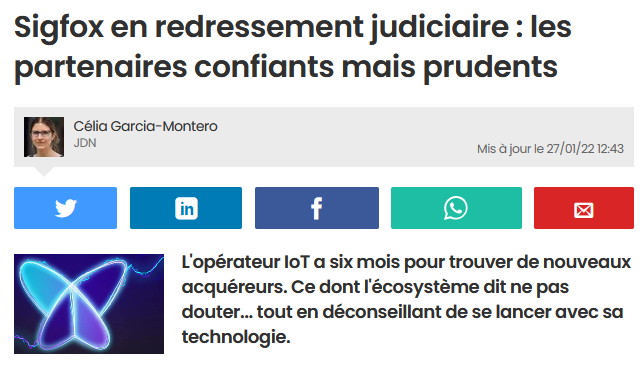 Sigfox en redressement judiciaire : les
partenaires confiants mais prudents
Célia Garcia-Montero
JDN
Mis à jour le 27/01/22 12:43
in
f
L'opérateur IoT a six mois pour trouver de nouveaux
acquéreurs. Ce dont l'écosystème dit ne pas
douter... tout en déconseillant de se lancer avec sa
technologie.